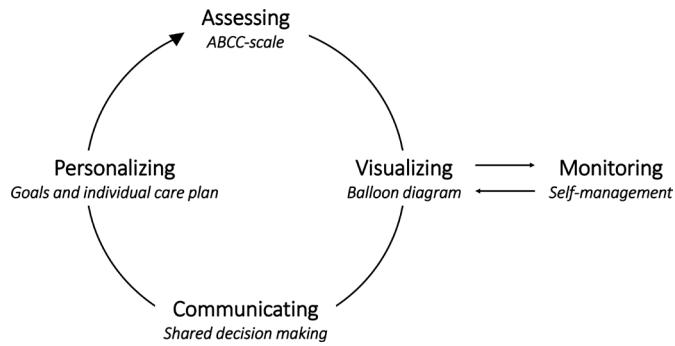 Assessing
ABCC-scale
Personalizing
Goals and individual care plan
Visualizing
Balloon diagram
Monitoring
Self-management
Communicating
Shared decision making